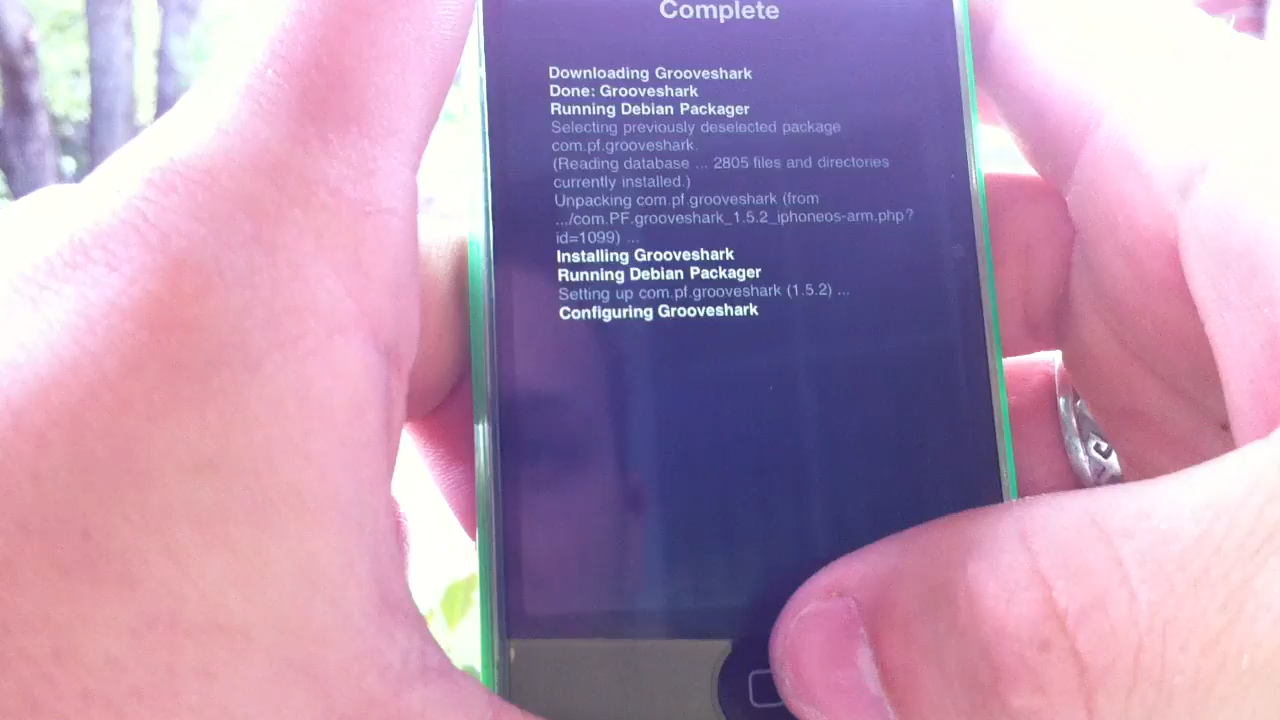 Complete
Downloading Grooveshark
Done: Grooveshark
Running Debian Packager
Selecting previously deselected package
com.pf.grooveshark.
(Reading database ... 2805 files and directories
currently installed.)
Unpacking com.pf.grooveshark (from
.../com.PF.grooveshark_1.5.2_iphoneos-arm.php?
id=1099) ...
Installing Grooveshark
Running Debian Packager
Setting up com.pf.grooveshark (1.5.2) ...
Configuring Grooveshark